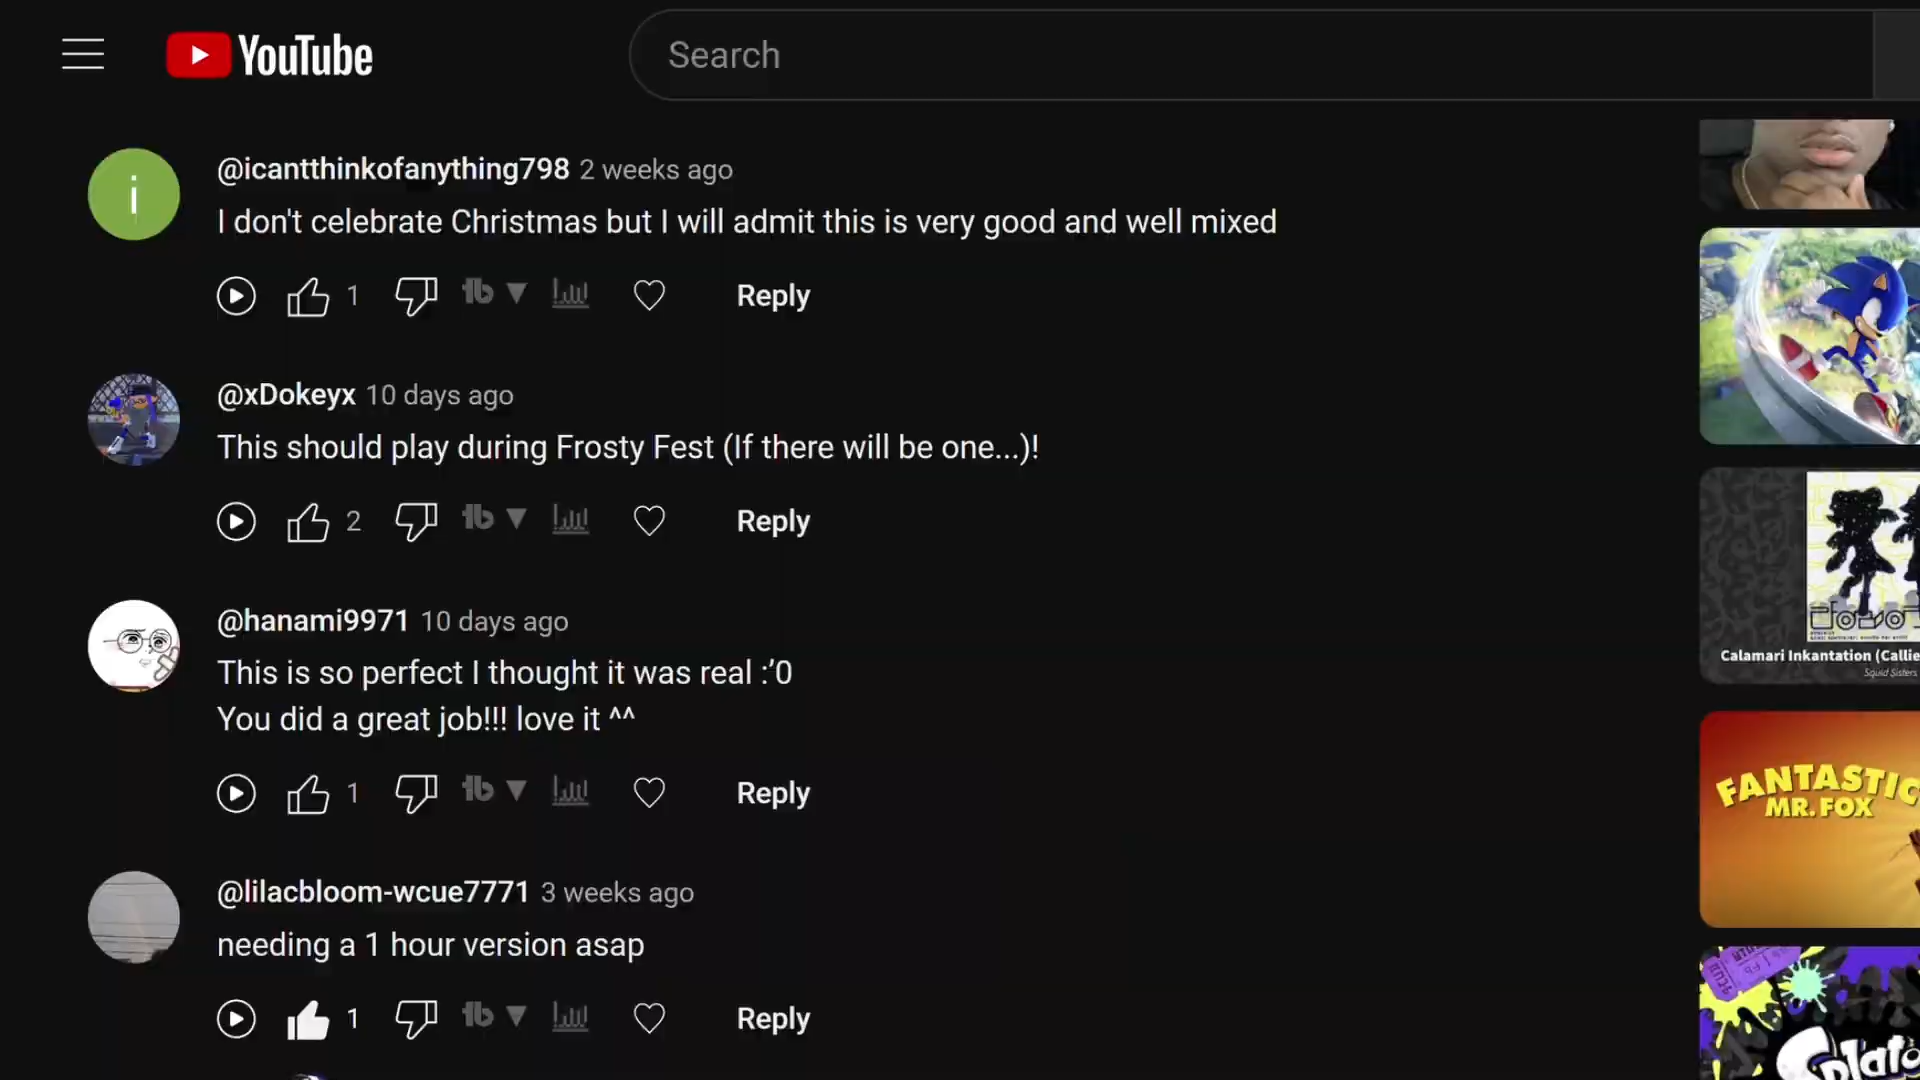 YouTube
Search
i
@icantthinkofanything798 2 weeks ago
I don't celebrate Christmas but I will admit this is very good and well mixed
1
Reply
@xDokeyx 10 days ago
This should play during Frosty Fest (If there will be one...)!
2
Reply
@hanami9971 10 days ago
This is so perfect I thought it was real :’0
You did a great job!!! love it ^^
1
Reply
@lilacbloom-wcue7771 3 weeks ago
needing a 1 hour version asap
1
Reply
Calamari Inkantation (Callie
Squid Sisters
FANTASTIC
MR. FOX
Splato